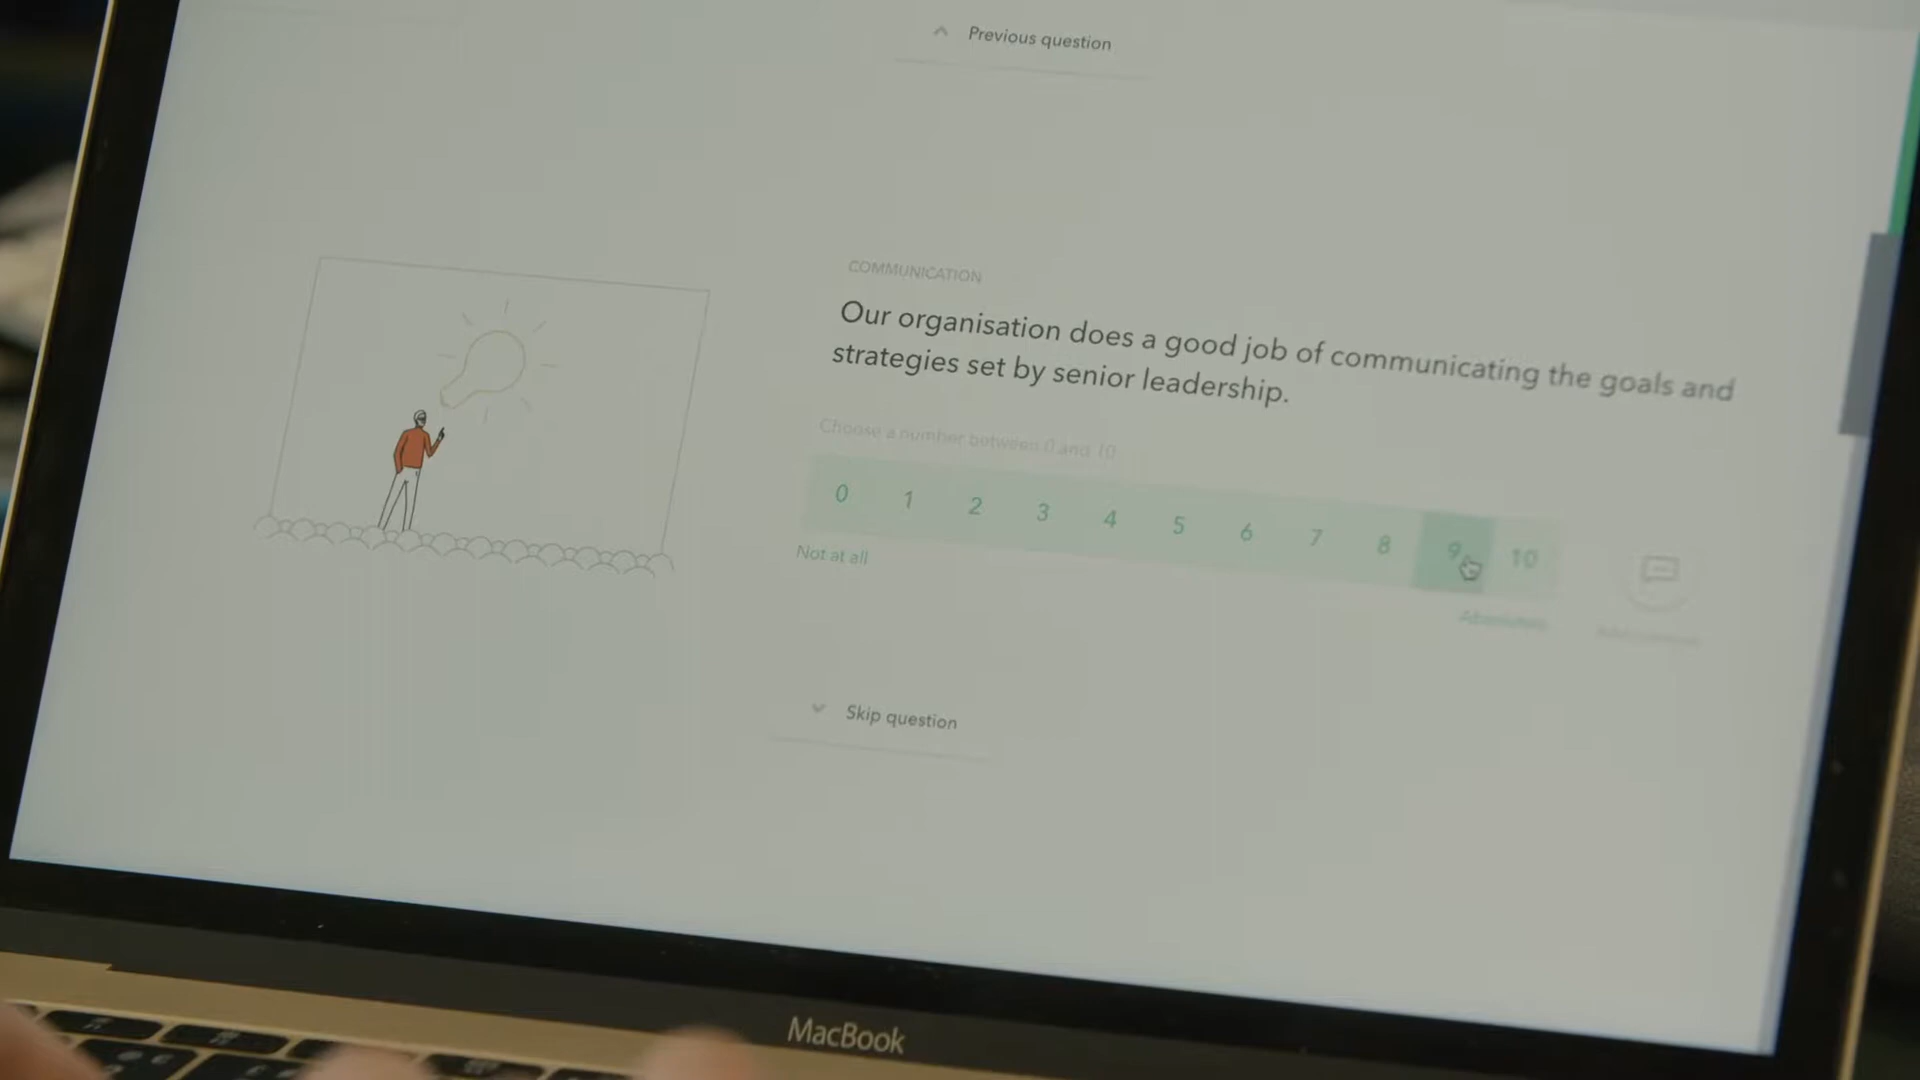 Previous question
COMMUNICATION
Our organisation does a good job of communicating the goals and
strategies set by senior leadership.
Choose a number between 0 and 10
0 1 2 3 4 5 6 7 8 9 10
Not at all
Absolutely
Skip question
MacBook